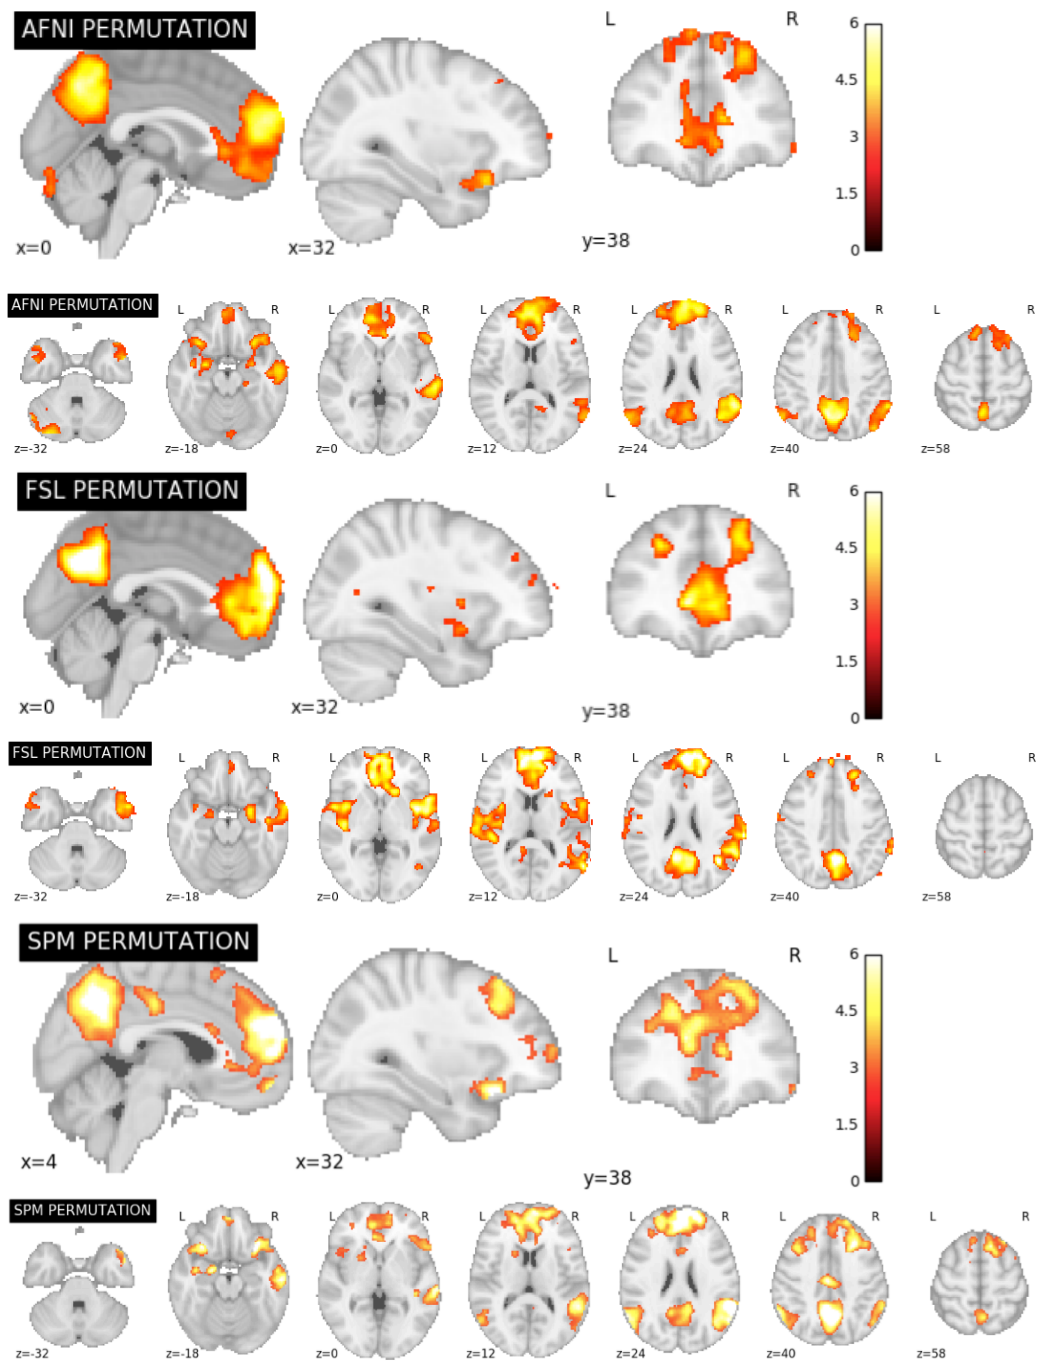 AFNI PERMUTATION
L R
6
4.5
3
1.5
0
x=0 x=32 y=38
AFNI PERMUTATION
L R L R L R L R L R L R
z=-32 z=-18 z=0 z=12 z=24 z=40 z=58
FSL PERMUTATION
L R
6
4.5
3
1.5
0
x=0 x=32 y=38
FSL PERMUTATION
L R L R L R L R L R L R
z=-32 z=-18 z=0 z=12 z=24 z=40 z=58
SPM PERMUTATION
L R
6
4.5
3
1.5
0
x=4 x=32 y=38
SPM PERMUTATION
L R L R L R L R L R L R
z=-32 z=-18 z=0 z=12 z=24 z=40 z=58